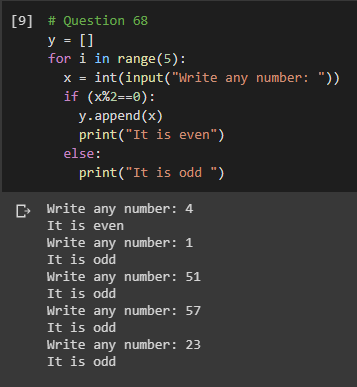 [9] # Question 68
y = []
for i in range(5):
  x = int(input("Write any number: "))
  if (x%2==0):
    y.append(x)
    print("It is even")
  else:
    print("It is odd ")
Write any number: 4
It is even
Write any number: 1
It is odd
Write any number: 51
It is odd
Write any number: 57
It is odd
Write any number: 23
It is odd